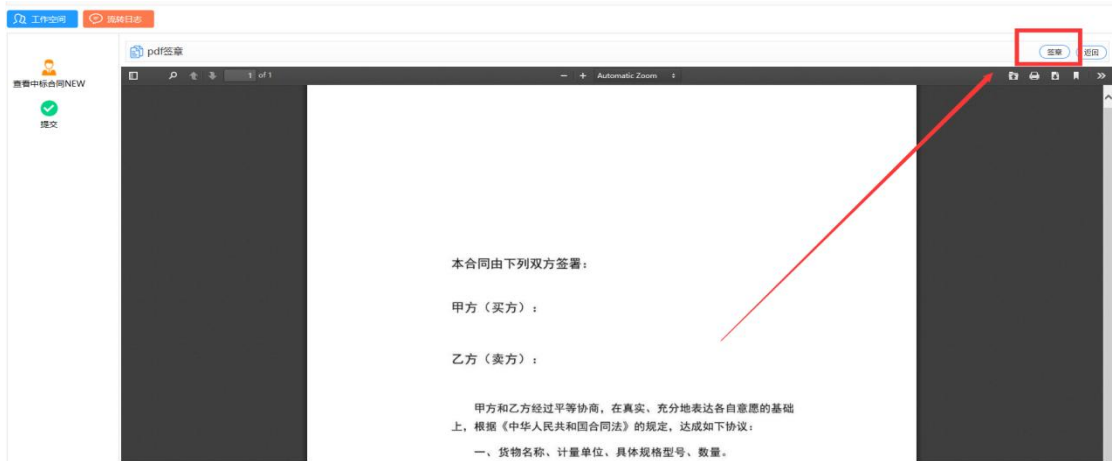 工作空间 流转日志
pdf签章 签章 返回
查看中标合同NEW
提交
1 of 1 Automatic Zoom
本合同由下列双方签署：
甲方（买方）：
乙方（卖方）：
甲方和乙方经过平等协商，在真实、充分地表达各自意愿的基础
上，根据《中华人民共和国合同法》的规定，达成如下协议：
一、货物名称、计量单位、具体规格型号、数量。